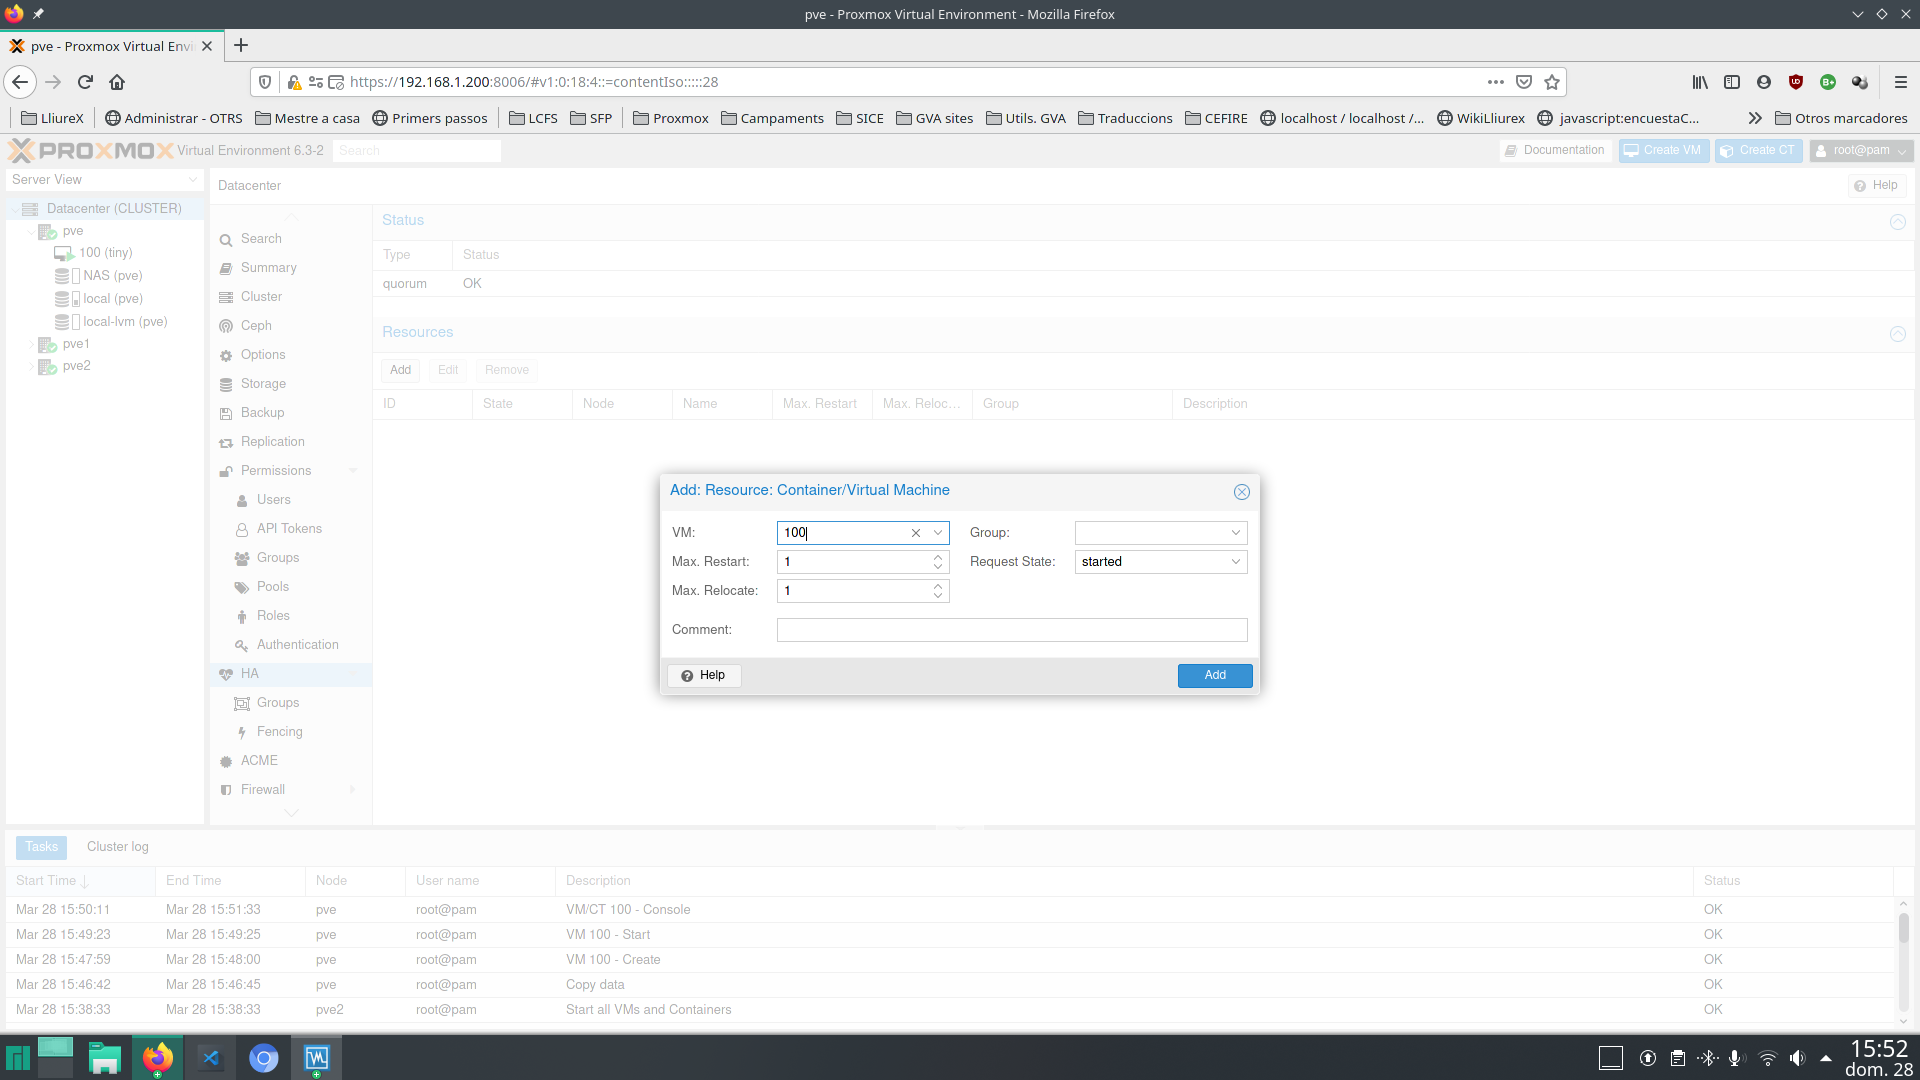 pve - Proxmox Virtual Environment - Mozilla Firefox
pve - Proxmox Virtual Envi
https://192.168.1.200:8006/#v1:0:18:4::=contentIso:::::28
LliureX
Administrar - OTRS
Mestre a casa
Primers passos
LCFS
SFP
Proxmox
Campaments
SICE
GVA sites
Utils. GVA
Traduccions
CEFIRE
localhost / localhost /...
WikiLliurex
javascript:encuestaC...
Otros marcadores
PROXMOX Virtual Environment 6.3-2 Search
Documentation
Create VM
Create CT
root@pam
Server View
Datacenter (CLUSTER)
pve
100 (tiny)
NAS (pve)
local (pve)
local-lvm (pve)
pve1
pve2
Datacenter
Help
Search
Summary
Cluster
Ceph
Options
Storage
Backup
Replication
Permissions
Users
API Tokens
Groups
Pools
Roles
Authentication
HA
Groups
Fencing
ACME
Firewall
Status
Type Status
quorum OK
Resources
Add Edit Remove
ID State Node Name Max. Restart Max. Reloc... Group Description
Add: Resource: Container/Virtual Machine
VM: 100 Group:
Max. Restart: 1 Request State: started
Max. Relocate: 1
Comment:
Help Add
Tasks Cluster log
Start Time End Time Node User name Description Status
Mar 28 15:50:11 Mar 28 15:51:33 pve root@pam VM/CT 100 - Console OK
Mar 28 15:49:23 Mar 28 15:49:25 pve root@pam VM 100 - Start OK
Mar 28 15:47:59 Mar 28 15:48:00 pve root@pam VM 100 - Create OK
Mar 28 15:46:42 Mar 28 15:46:45 pve root@pam Copy data OK
Mar 28 15:38:33 Mar 28 15:38:33 pve2 root@pam Start all VMs and Containers OK
15:52
dom. 28